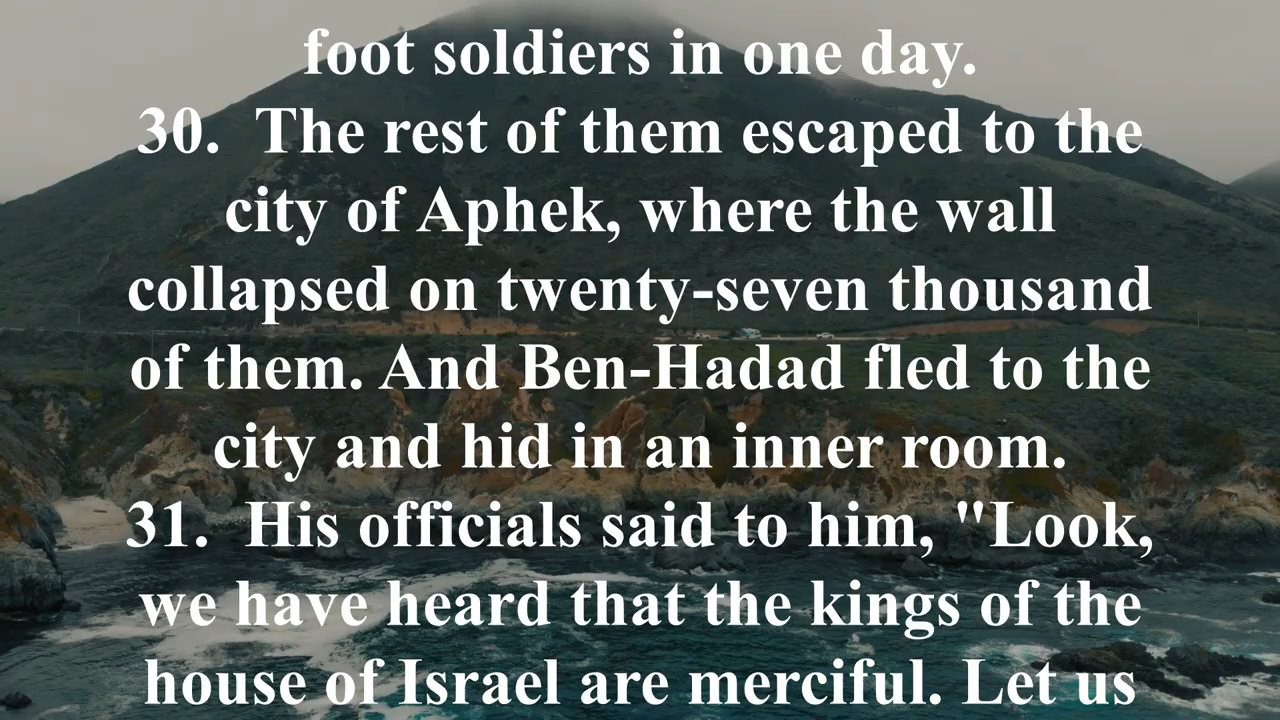 foot soldiers in one day.
30.  The rest of them escaped to the
city of Aphek, where the wall
collapsed on twenty-seven thousand
of them. And Ben-Hadad fled to the
city and hid in an inner room.
31.  His officials said to him, "Look,
we have heard that the kings of the
house of Israel are merciful. Let us